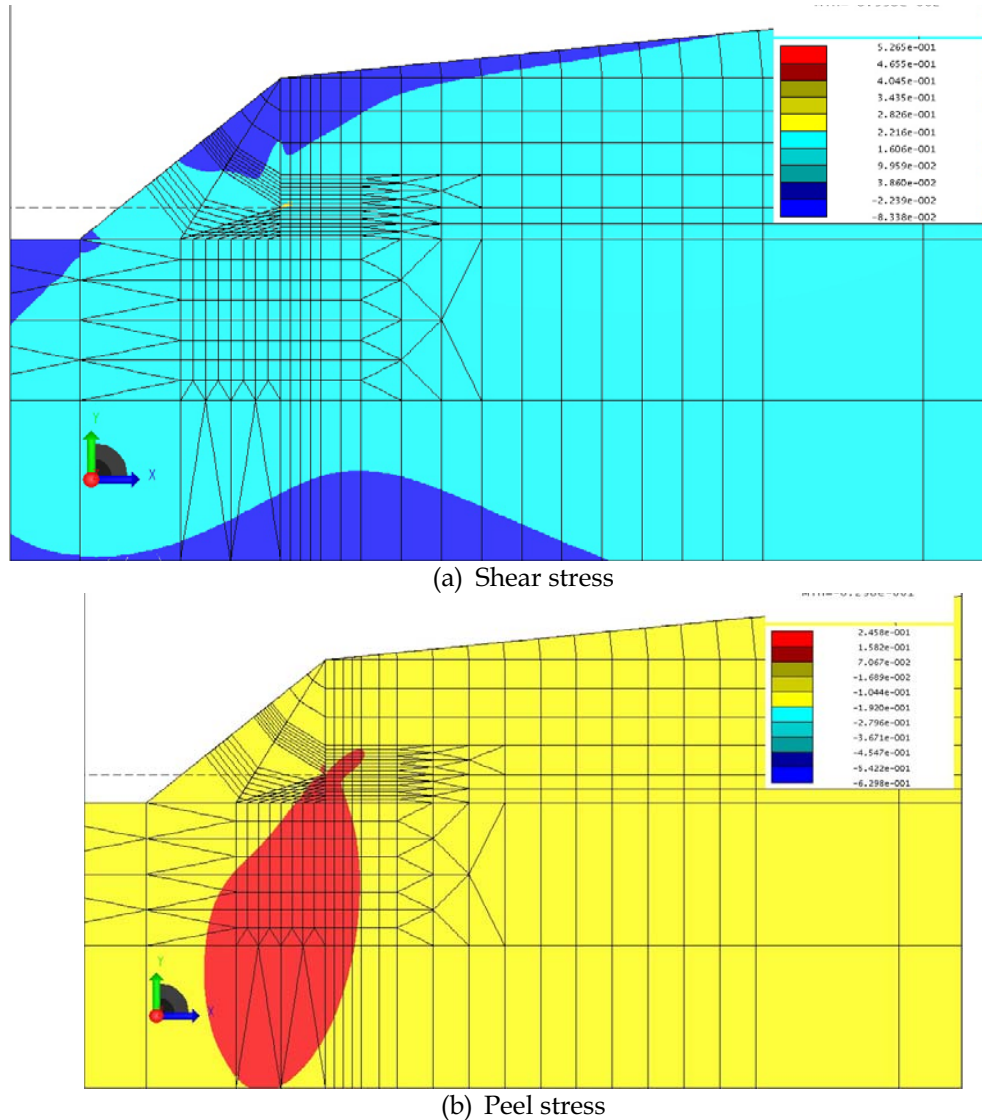 5.265e-001
4.655e-001
4.045e-001
3.435e-001
2.826e-001
2.216e-001
1.606e-001
9.959e-002
3.860e-002
-2.239e-002
-8.338e-002
Y
X
(a) Shear stress
2.458e-001
1.582e-001
7.067e-002
-1.689e-002
-1.044e-001
-1.920e-001
-2.796e-001
-3.671e-001
-4.547e-001
-5.422e-001
-6.298e-001
Y
X
(b) Peel stress